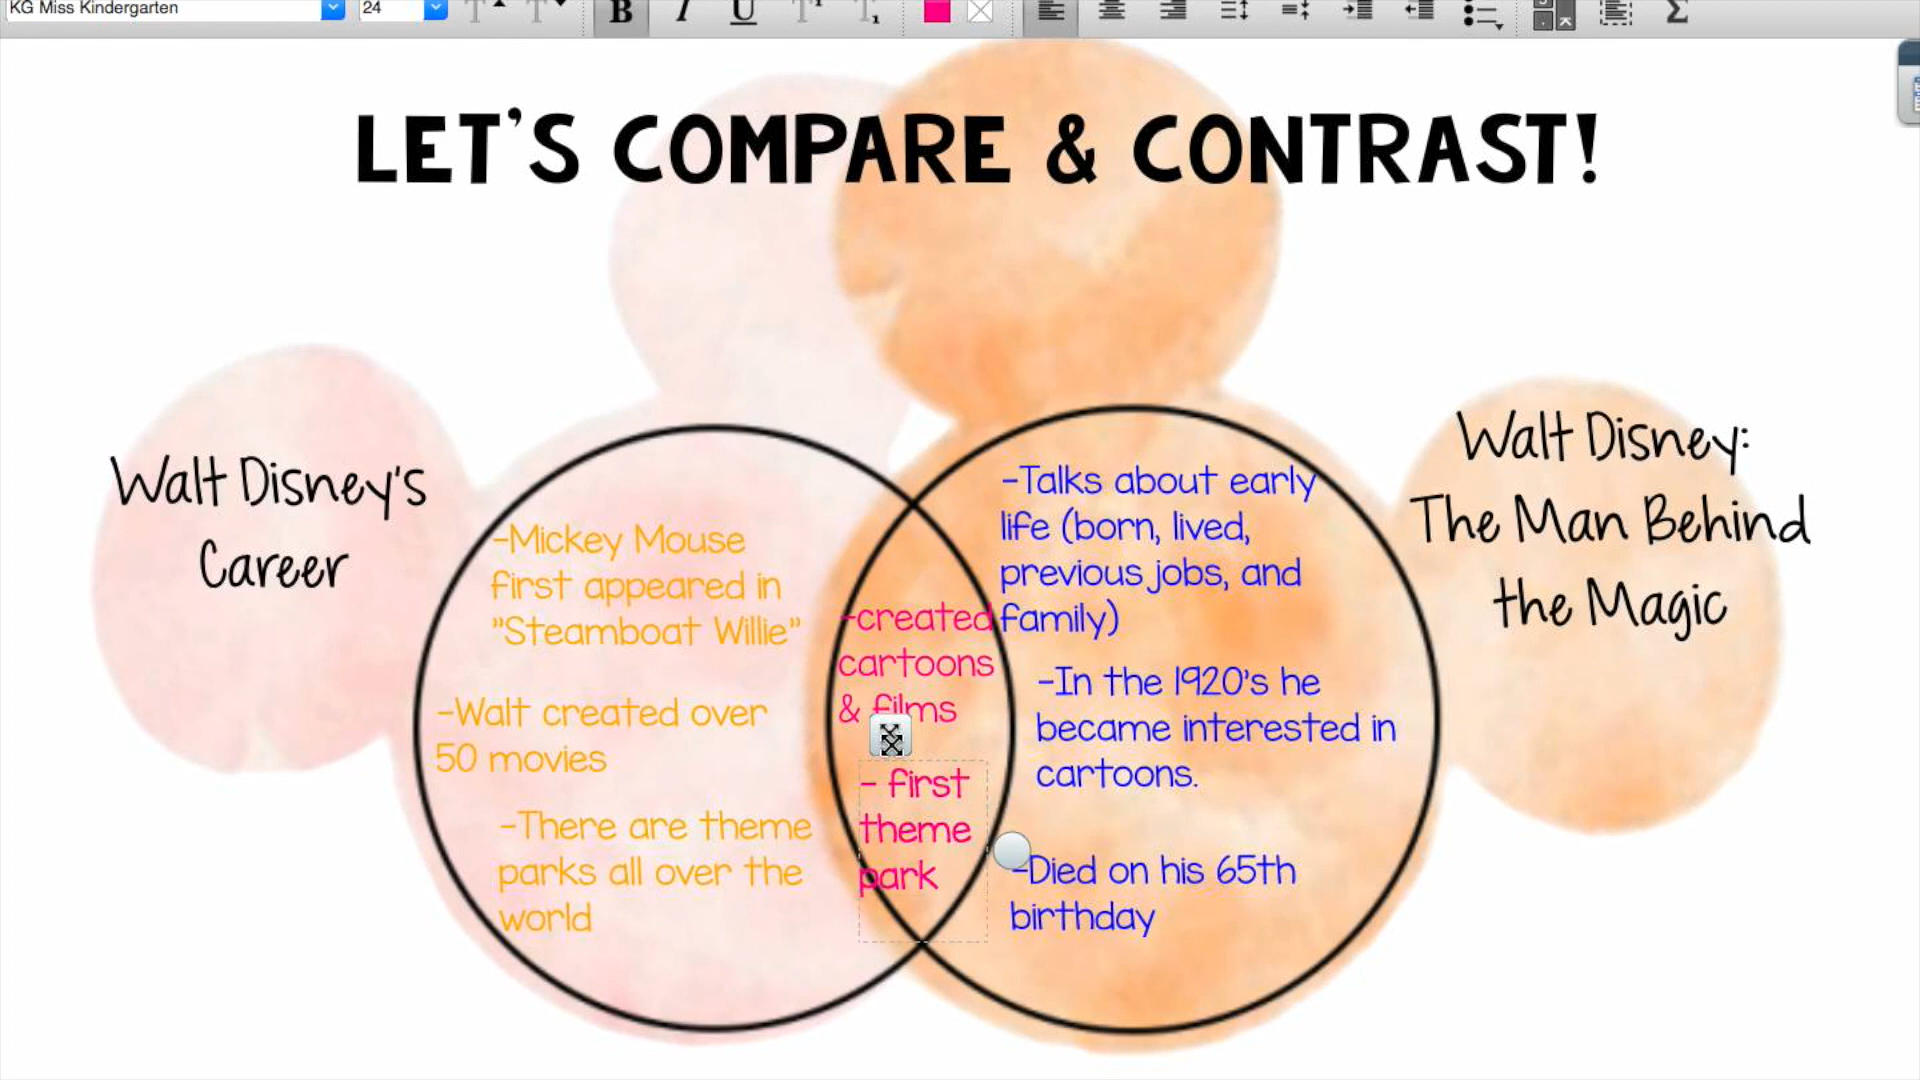 KG Miss Kindergarten 24
B I U
LET'S COMPARE & CONTRAST!
Walt Disney's
Career
-Mickey Mouse
first appeared in
"Steamboat Willie"
-Walt created over
50 movies
-There are theme
parks all over the
world
-created
cartoons
& films
- first
theme
park
-Talks about early
life (born, lived,
previous jobs, and
family)
-In the 1920's he
became interested in
cartoons.
-Died on his 65th
birthday
Walt Disney:
The Man Behind
the Magic